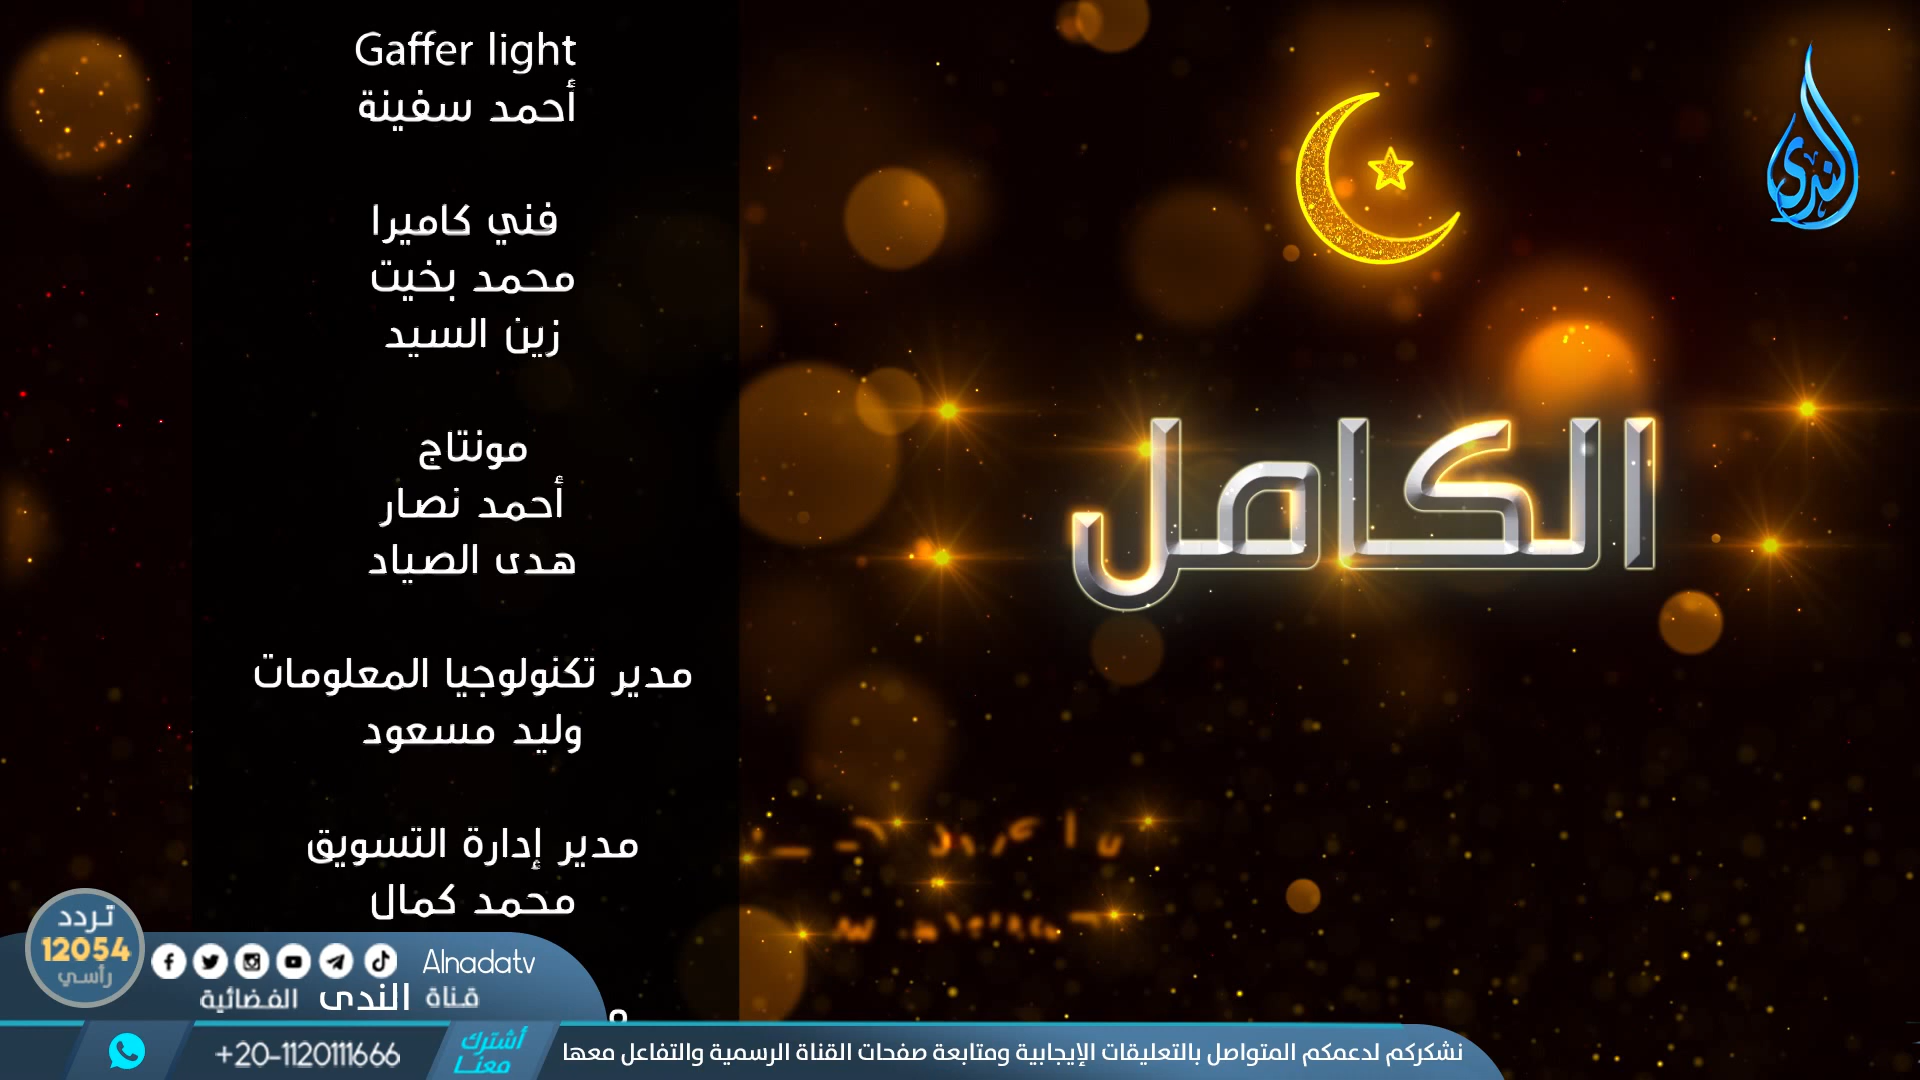 Gaffer light
أحمد سفينة
فني كاميرا
محمد بخيت
زين السيد
مونتاج
أحمد نصار
هدى الصياد
مدير تكنولوجيا المعلومات
وليد مسعود
مدير إدارة التسويق
محمد كمال
الندى
الكامل
تردد
12054
رأسي
Alnadatv
قناة الندى الفضائية
+20-1120111666
أشترك
معنا
نشكركم لدعمكم المتواصل بالتعليقات الإيجابية ومتابعة صفحات القناة الرسمية والتفاعل معها